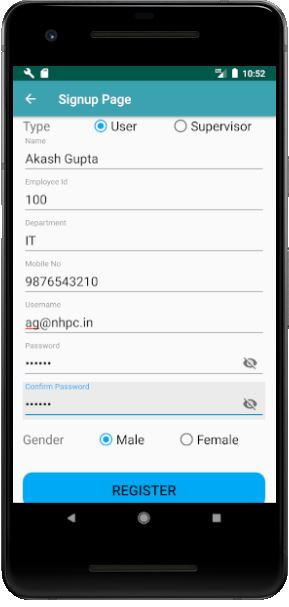 10:52
Signup Page
Type User Supervisor
Name
Akash Gupta
Employee Id
100
Department
IT
Mobile No
9876543210
Username
ag@nhpc.in
Password
••••••
Confirm Password
••••••
Gender Male Female
REGISTER